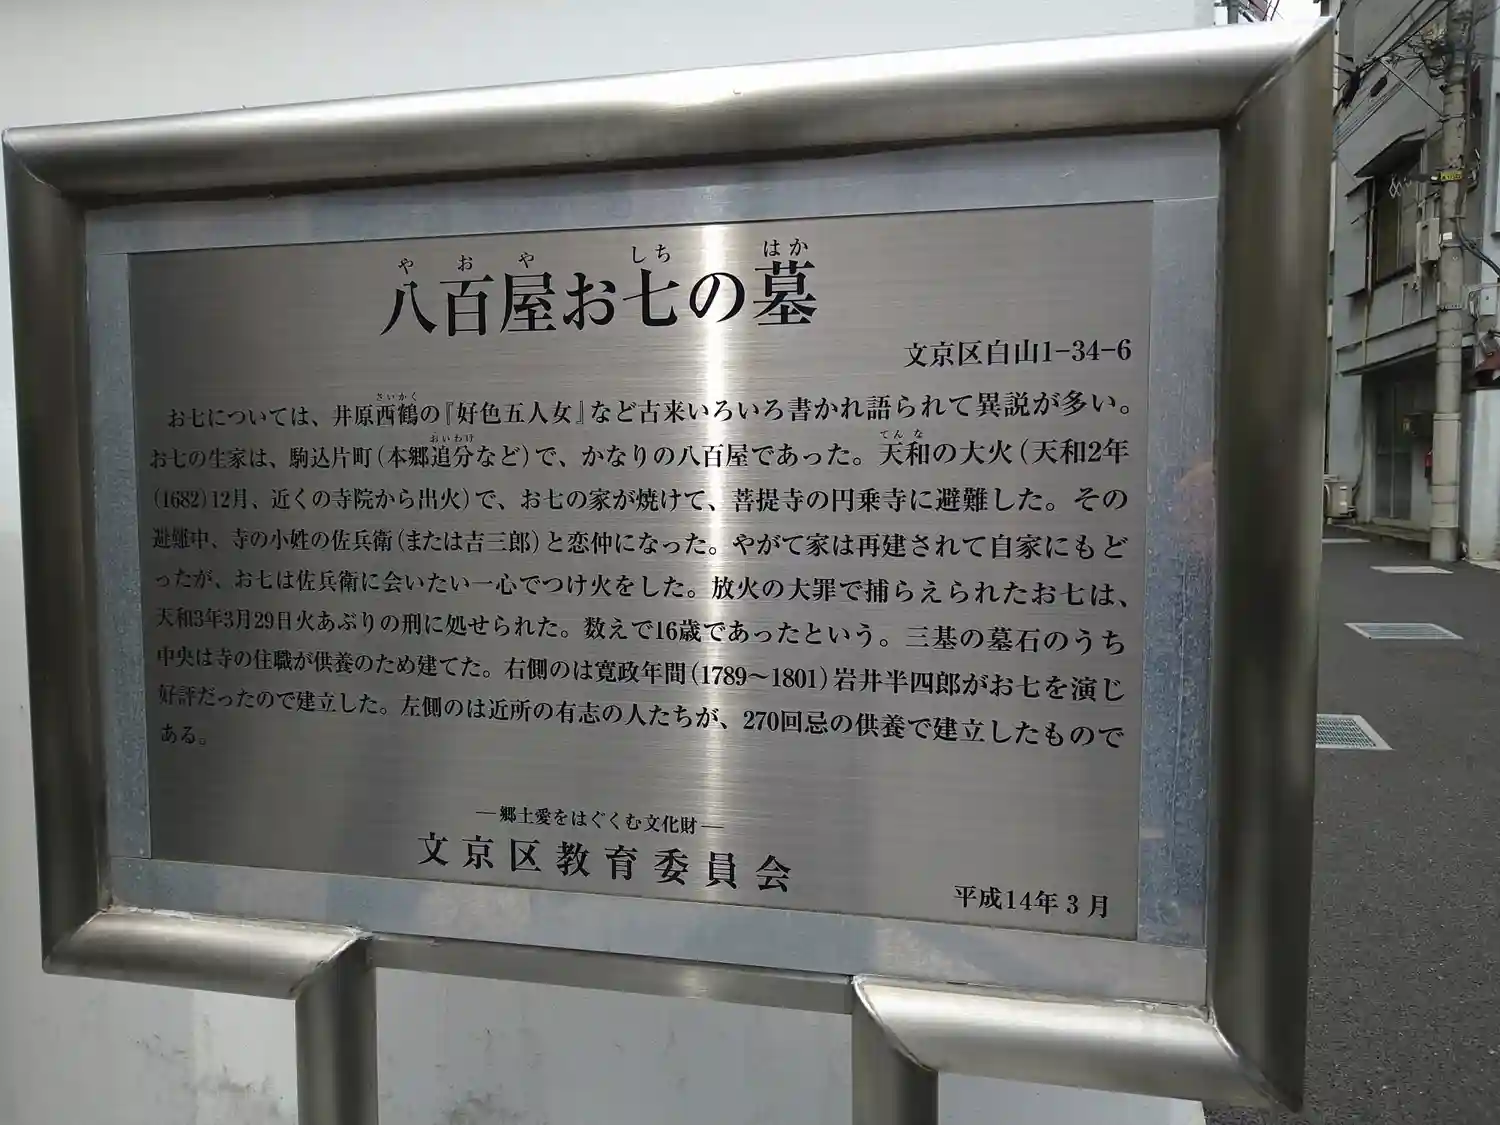 八百屋お七の墓
文京区白山1-34-6
お七については、井原西鶴の『好色五人女』など古来いろいろ書かれ語られて異説が多い。
お七の生家は、駒込片町(本郷追分など)で、かなりの八百屋であった。天和の大火(天和2年
(1682)12月、近くの寺院から出火)で、お七の家が焼けて、菩提寺の円乗寺に避難した。その
避難中、寺の小姓の佐兵衛(または吉三郎)と恋仲になった。やがて家は再建されて自家にもど
ったが、お七は佐兵衛に会いたい一心でつけ火をした。放火の大罪で捕らえられたお七は、
天和3年3月29日火あぶりの刑に処せられた。数えで16歳であったという。三基の墓石のうち
中央は寺の住職が供養のため建てた。右側のは寛政年間(1789〜1801)岩井半四郎がお七を演じ
好評だったので建立した。左側のは近所の有志の人たちが、270回忌の供養で建立したもので
ある。
―郷土愛をはぐくむ文化財―
文京区教育委員会
平成14年3月